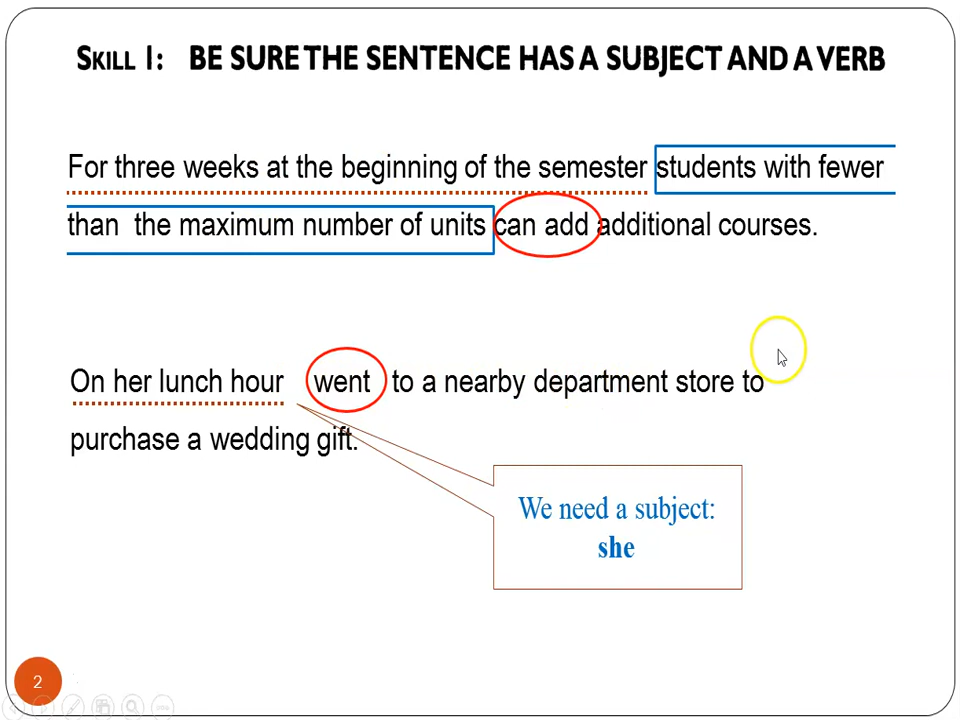 SKILL 1: BE SURE THE SENTENCE HAS A SUBJECT AND A VERB
For three weeks at the beginning of the semester students with fewer
than the maximum number of units can add additional courses.
On her lunch hour went to a nearby department store to
purchase a wedding gift.
We need a subject:
she
2